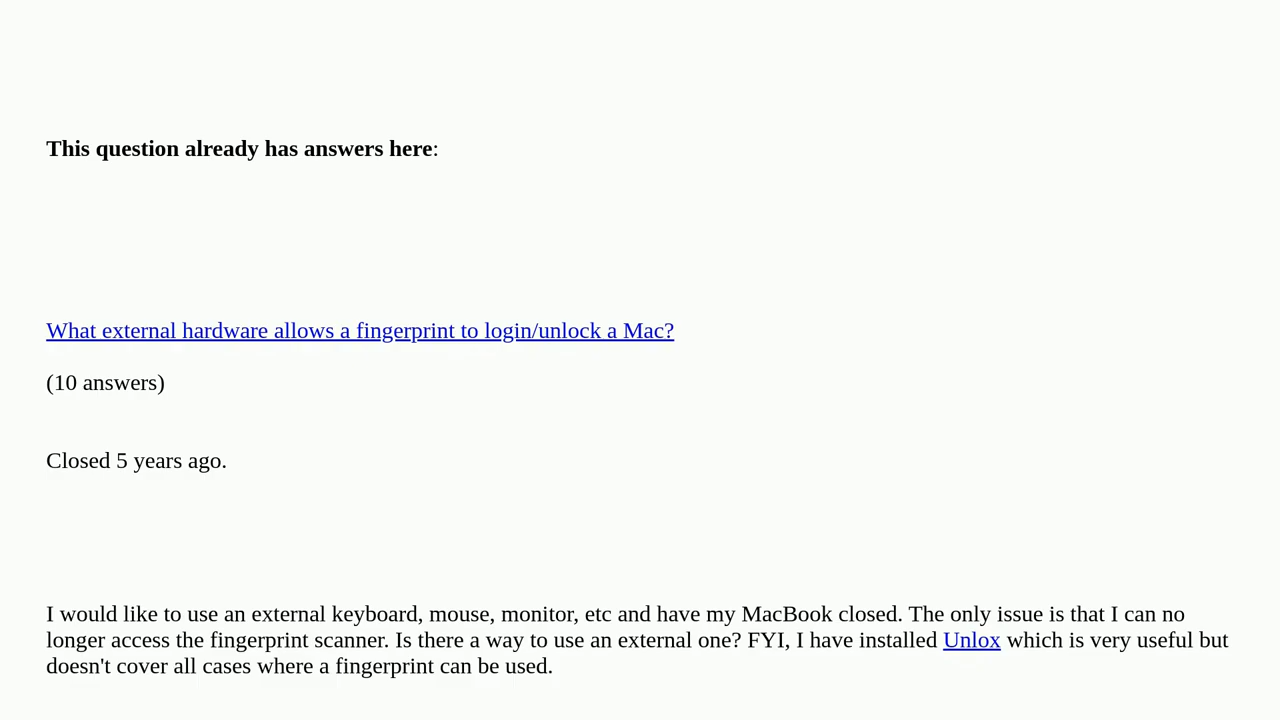 This question already has answers here:
What external hardware allows a fingerprint to login/unlock a Mac?
(10 answers)
Closed 5 years ago.
I would like to use an external keyboard, mouse, monitor, etc and have my MacBook closed. The only issue is that I can no
longer access the fingerprint scanner. Is there a way to use an external one? FYI, I have installed Unlox which is very useful but
doesn't cover all cases where a fingerprint can be used.